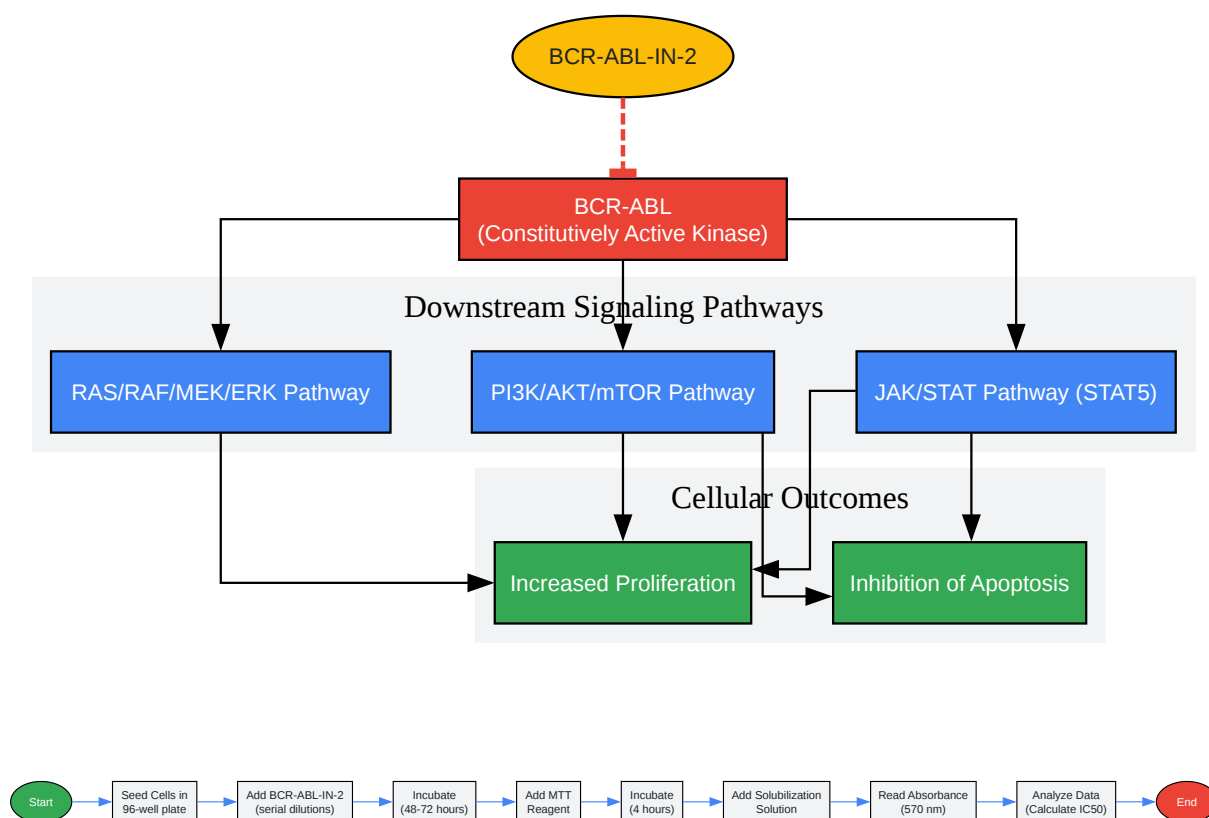 BCR-ABL-IN-2
BCR-ABL
(Constitutively Active Kinase)
Downstream Signaling Pathways
RAS/RAF/MEK/ERK Pathway
PI3K/AKT/mTOR Pathway
JAK/STAT Pathway (STAT5)
Cellular Outcomes
Increased Proliferation
Inhibition of Apoptosis
Start
Seed Cells in
96-well plate
Add BCR-ABL-IN-2
(serial dilutions)
Incubate
(48-72 hours)
Add MTT
Reagent
Incubate
(4 hours)
Add Solubilization
Solution
Read Absorbance
(570 nm)
Analyze Data
(Calculate IC50)
End